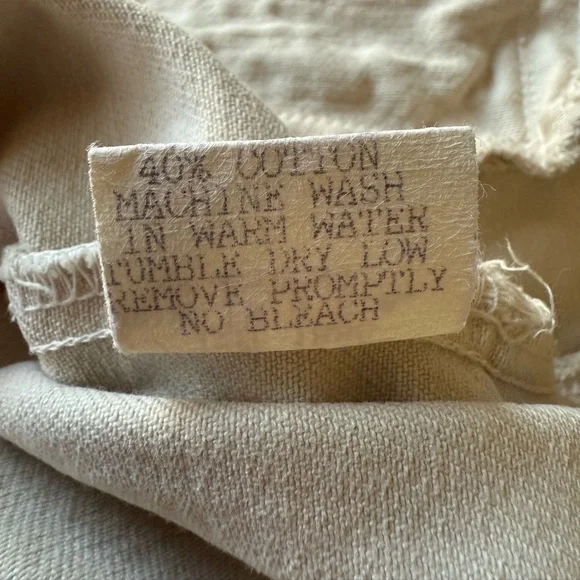 40% COTTON
MACHINE WASH
IN WARM WATER
TUMBLE DRY LOW
REMOVE PROMPTLY
NO BLEACH